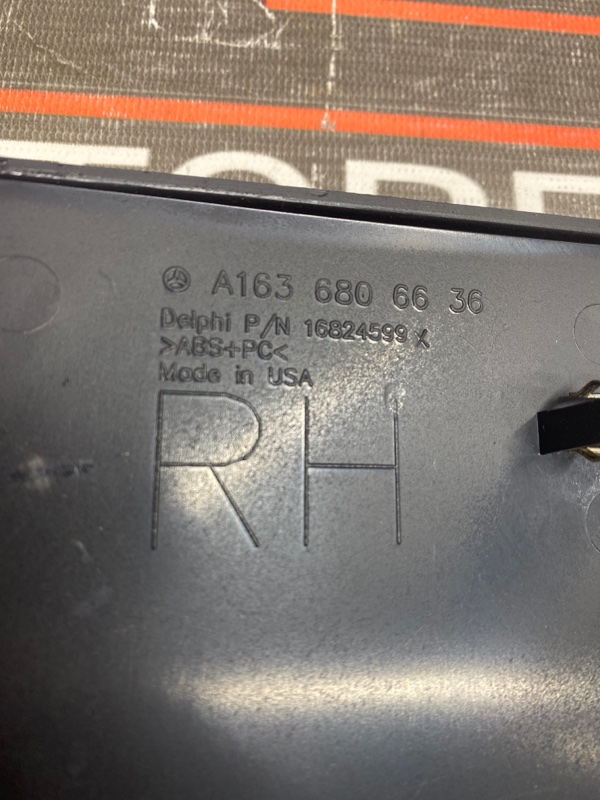 A163 680 66 36
Delphi P/N 16824599 X
>ABS+PC<
Made in USA
RH